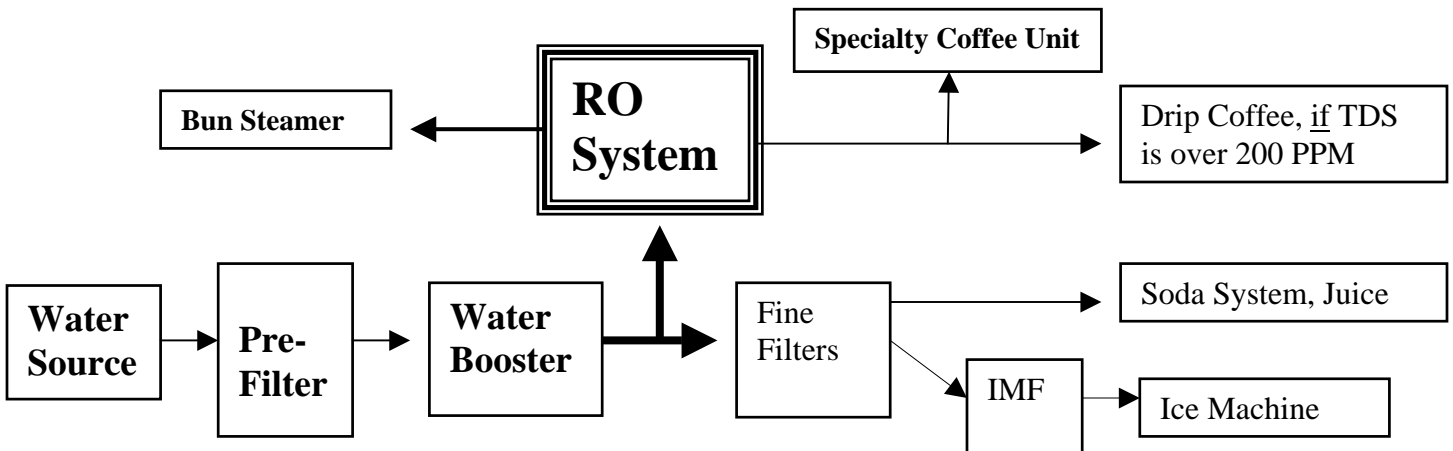 Specialty Coffee Unit
RO
System
Bun Steamer
Drip Coffee, if TDS
is over 200 PPM
Water
Source
Pre-
Filter
Water
Booster
Fine
Filters
Soda System, Juice
IMF
Ice Machine